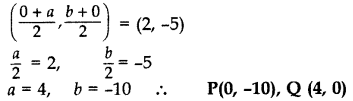 (0 + a / 2, b + 0 / 2) = (2, –5)
a/2 = 2, b/2 = –5
a = 4, b = –10 ∴ P(0, –10), Q (4, 0)